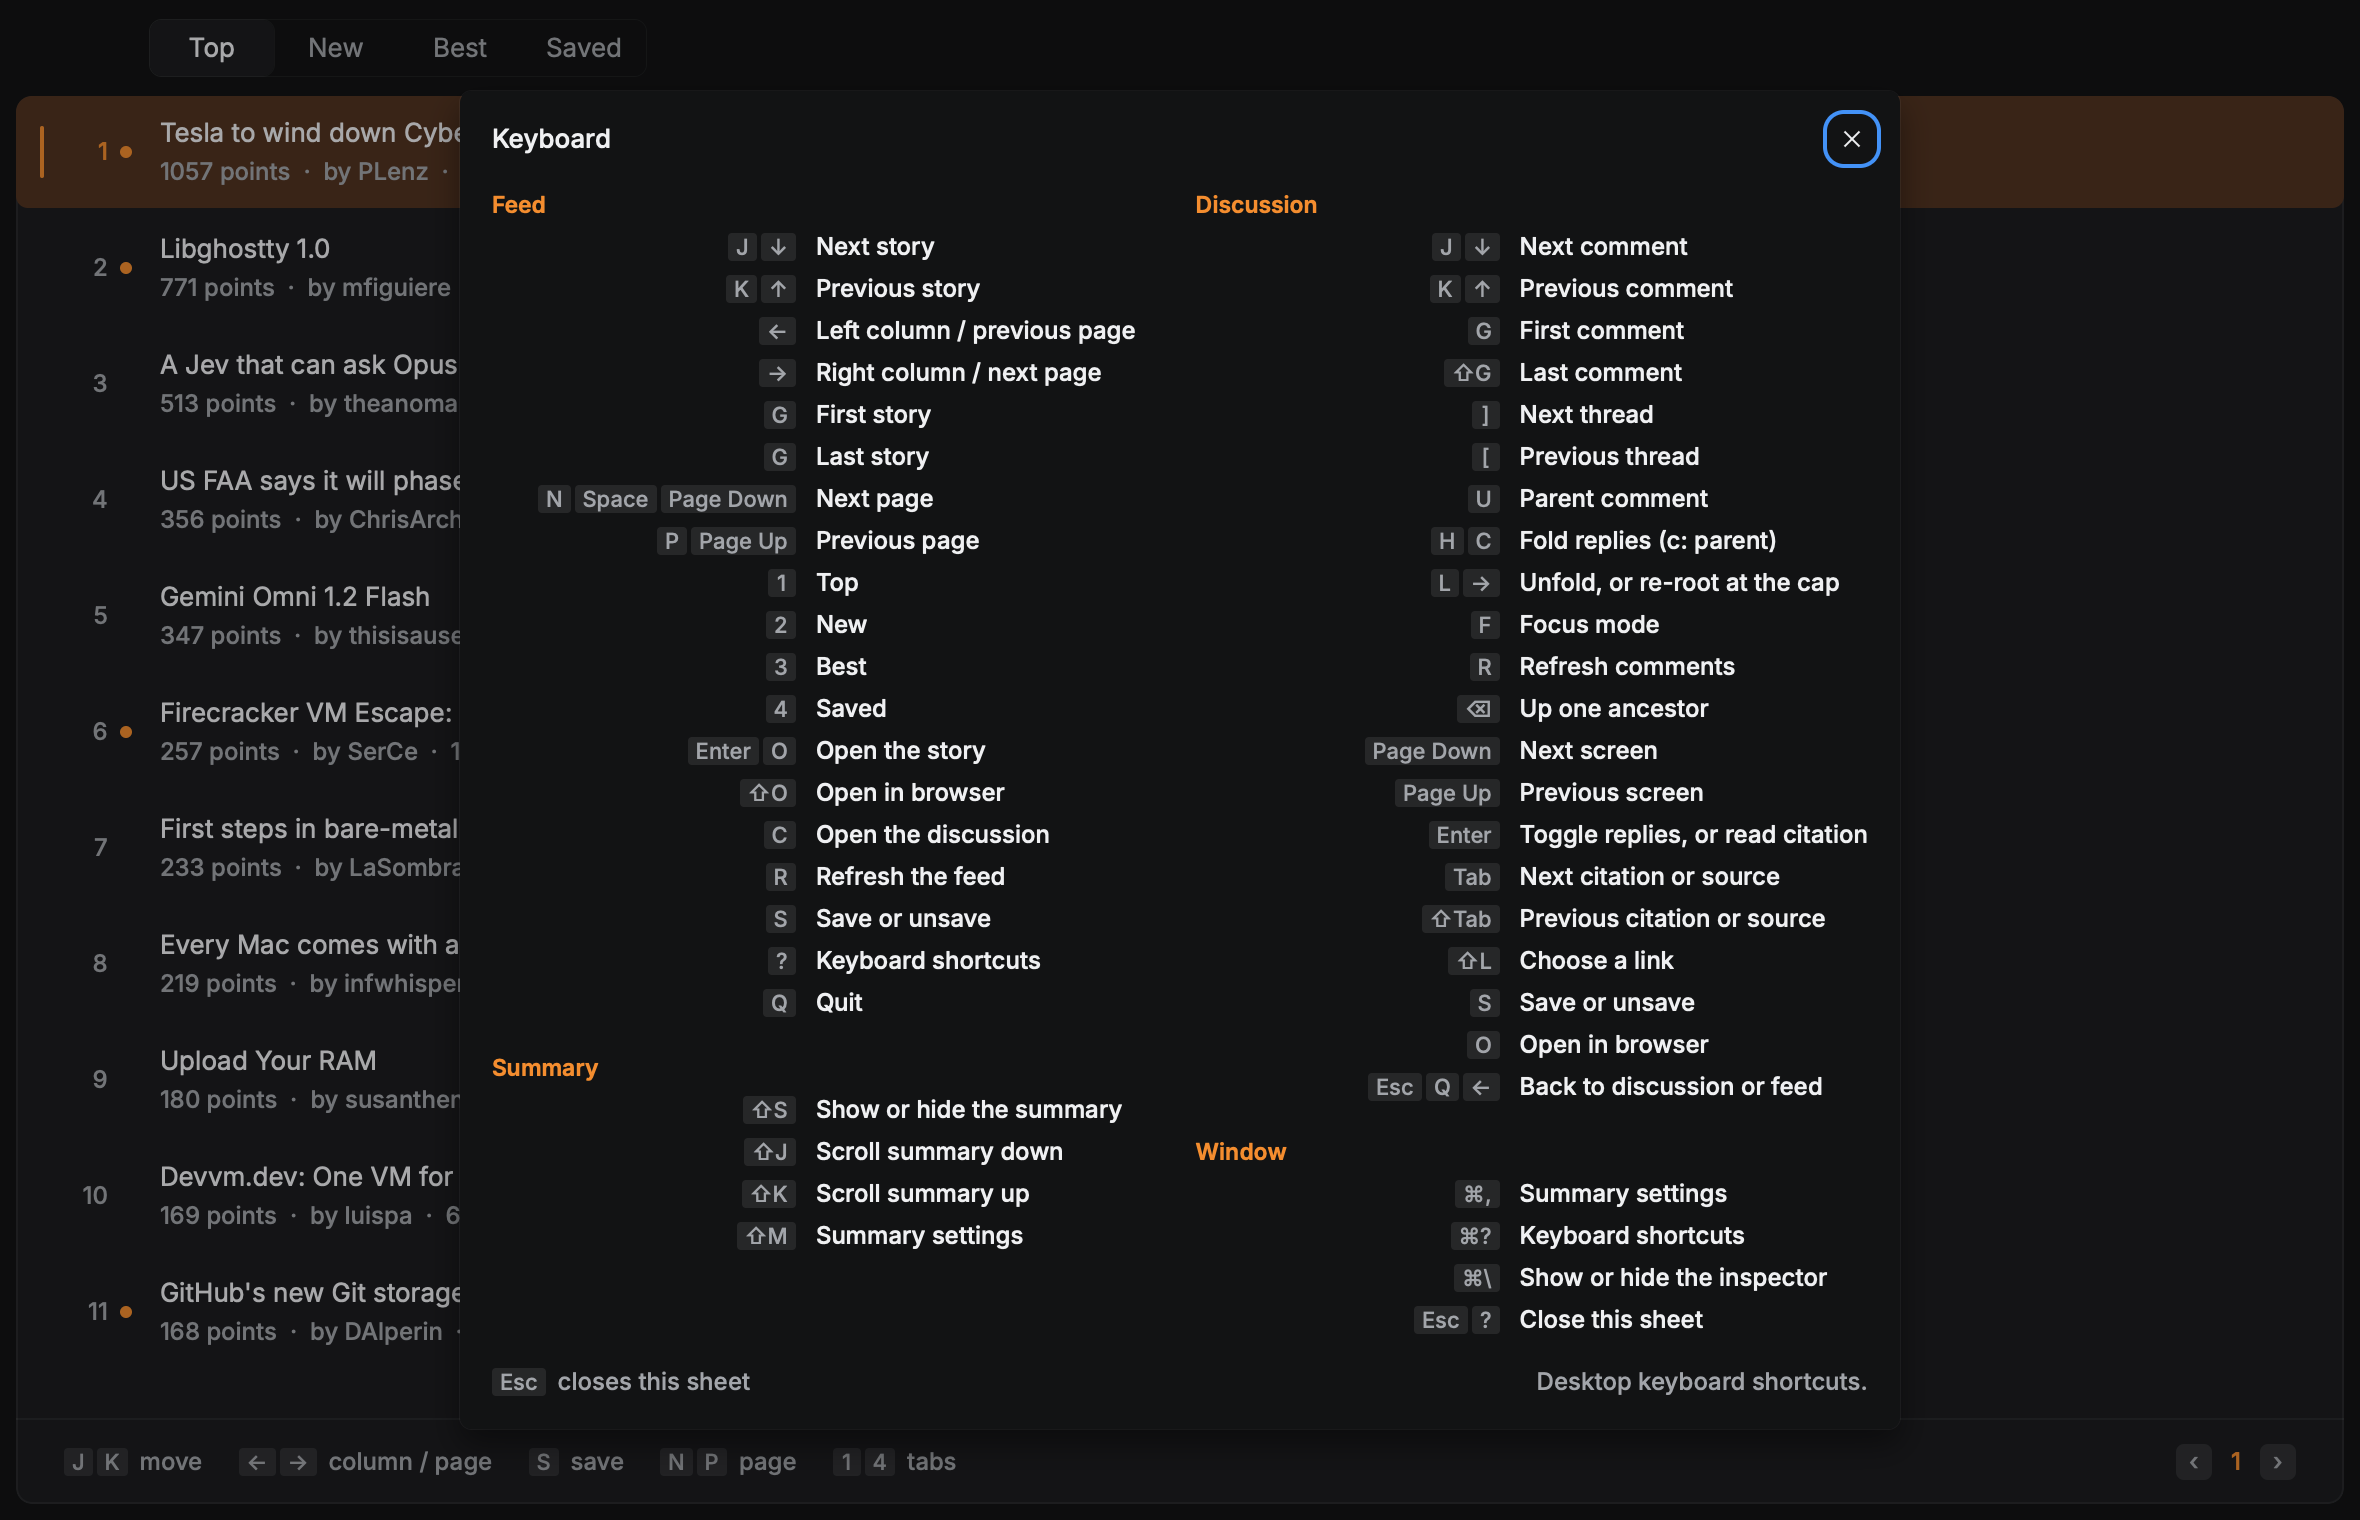 Top New Best Saved
1 Tesla to wind down Cybe
1057 points · by PLenz ·
2 Libghostty 1.0
771 points · by mfiguiere
3 A Jev that can ask Opus
513 points · by theanoma
4 US FAA says it will phase
356 points · by ChrisArch
5 Gemini Omni 1.2 Flash
347 points · by thisisause
6 Firecracker VM Escape:
257 points · by SerCe · 1
7 First steps in bare-metal
233 points · by LaSombra
8 Every Mac comes with a
219 points · by infwhisper
9 Upload Your RAM
180 points · by susanther
10 Devvm.dev: One VM for
169 points · by luispa · 6
11 GitHub's new Git storage
168 points · by DAlperin ·
Keyboard
Feed
J ↓ Next story
K ↑ Previous story
← Left column / previous page
→ Right column / next page
G First story
G Last story
N Space Page Down Next page
P Page Up Previous page
1 Top
2 New
3 Best
4 Saved
Enter O Open the story
⇧O Open in browser
C Open the discussion
R Refresh the feed
S Save or unsave
? Keyboard shortcuts
Q Quit
Summary
⇧S Show or hide the summary
⇧J Scroll summary down
⇧K Scroll summary up
⇧M Summary settings
Discussion
J ↓ Next comment
K ↑ Previous comment
G First comment
⇧G Last comment
] Next thread
[ Previous thread
U Parent comment
H C Fold replies (c: parent)
L → Unfold, or re-root at the cap
F Focus mode
R Refresh comments
⌫ Up one ancestor
Page Down Next screen
Page Up Previous screen
Enter Toggle replies, or read citation
Tab Next citation or source
⇧Tab Previous citation or source
⇧L Choose a link
S Save or unsave
O Open in browser
Esc Q ← Back to discussion or feed
Window
⌘, Summary settings
⌘? Keyboard shortcuts
⌘\ Show or hide the inspector
Esc ? Close this sheet
Esc closes this sheet
Desktop keyboard shortcuts.
J K move ← → column / page S save N P page 1 4 tabs
‹ 1 ›